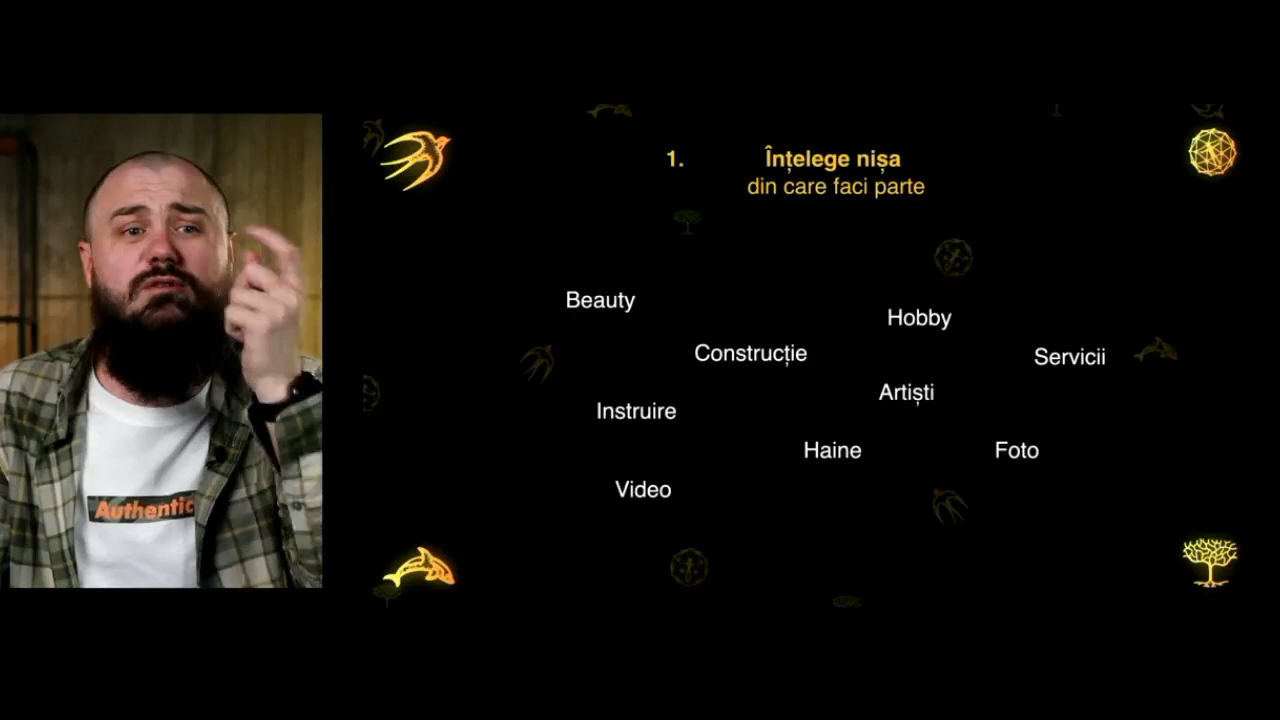 1. Înțelege nișa
din care faci parte
Beauty
Hobby
Construcție
Servicii
Artiști
Instruire
Haine
Foto
Video
Authentic